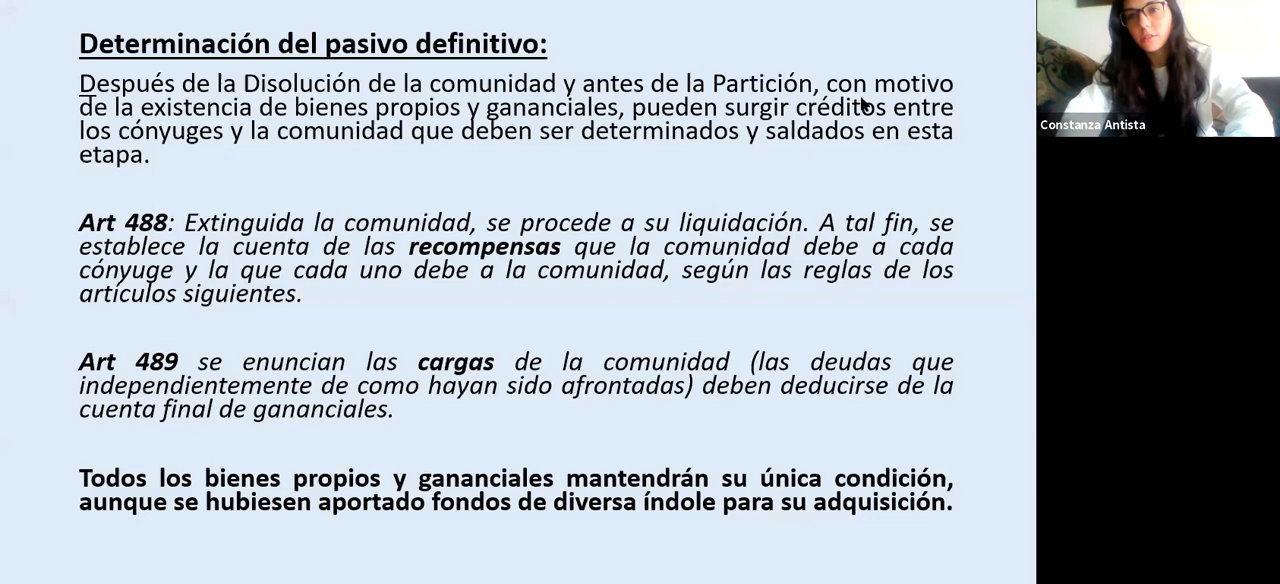 Determinación del pasivo definitivo:
Después de la Disolución de la comunidad y antes de la Partición, con motivo
de la existencia de bienes propios y gananciales, pueden surgir créditos entre
los cónyuges y la comunidad que deben ser determinados y saldados en esta
etapa.
Art 488: Extinguida la comunidad, se procede a su liquidación. A tal fin, se
establece la cuenta de las recompensas que la comunidad debe a cada
cónyuge y la que cada uno debe a la comunidad, según las reglas de los
artículos siguientes.
Art 489 se enuncian las cargas de la comunidad (las deudas que
independientemente de como hayan sido afrontadas) deben deducirse de la
cuenta final de gananciales.
Todos los bienes propios y gananciales mantendrán su única condición,
aunque se hubiesen aportado fondos de diversa índole para su adquisición.
Constanza Antista